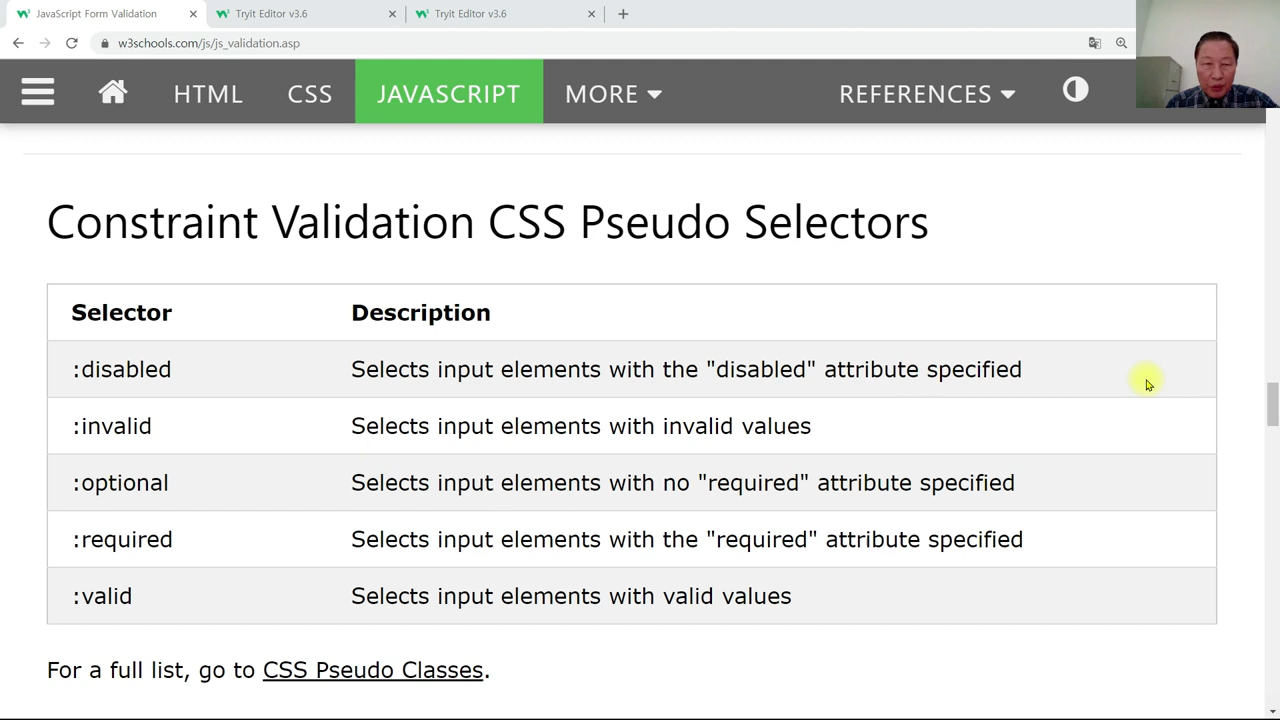 JavaScript Form Validation
Tryit Editor v3.6
Tryit Editor v3.6
w3schools.com/js/js_validation.asp
HTML CSS JAVASCRIPT MORE REFERENCES
Constraint Validation CSS Pseudo Selectors
Selector Description
:disabled Selects input elements with the "disabled" attribute specified
:invalid Selects input elements with invalid values
:optional Selects input elements with no "required" attribute specified
:required Selects input elements with the "required" attribute specified
:valid Selects input elements with valid values
For a full list, go to CSS Pseudo Classes.